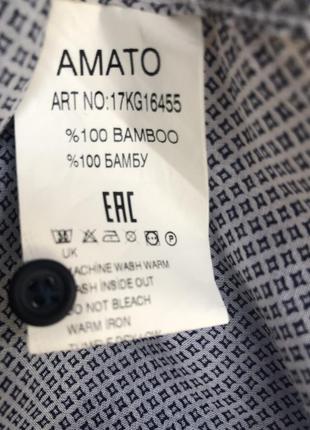 AMATO
ART NO:17KG16455
%100 BAMBOO
%100 БАМБУ
EAC
UK
MACHINE WASH WARM
WASH INSIDE OUT
DO NOT BLEACH
WARM IRON